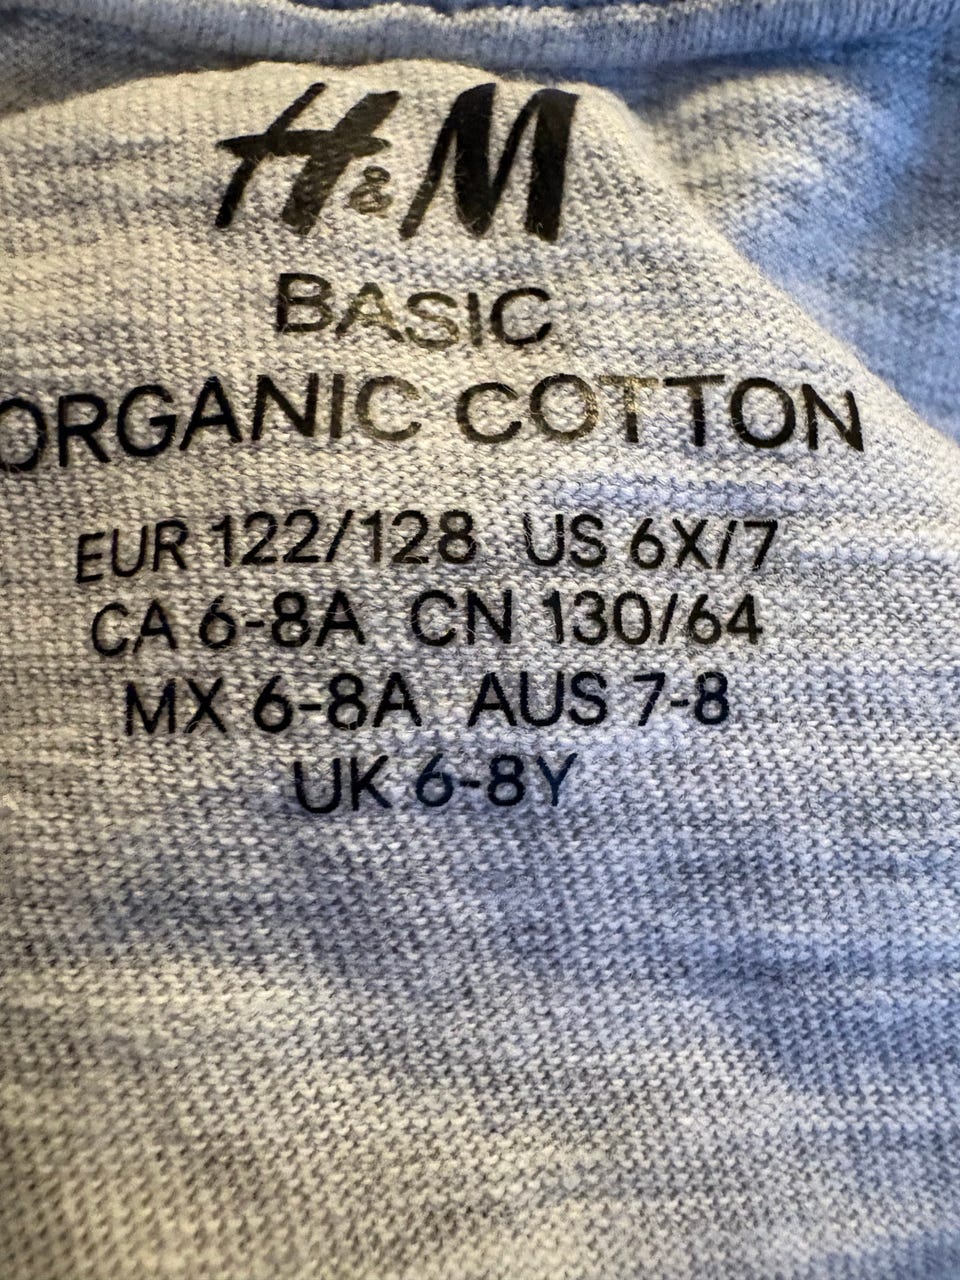 H&M
BASIC
ORGANIC COTTON
EUR 122/128 US 6X/7
CA 6-8A CN 130/64
MX 6-8A AUS 7-8
UK 6-8Y